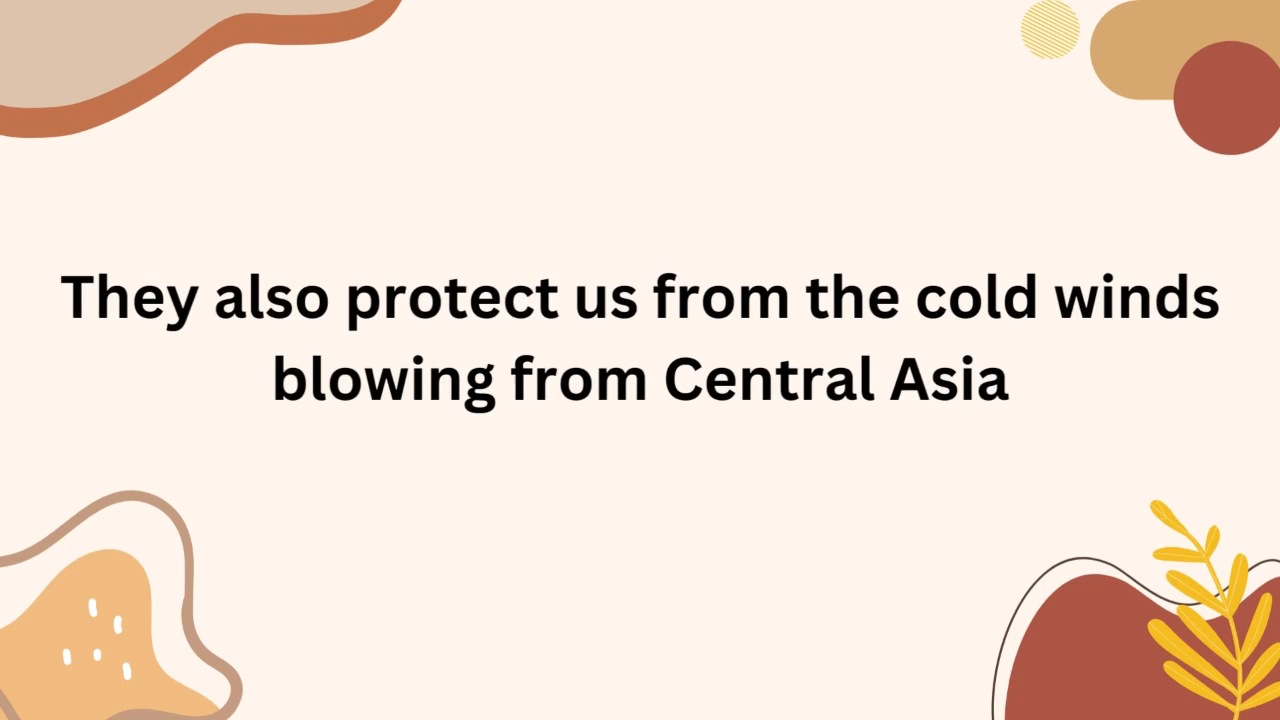 They also protect us from the cold winds
blowing from Central Asia